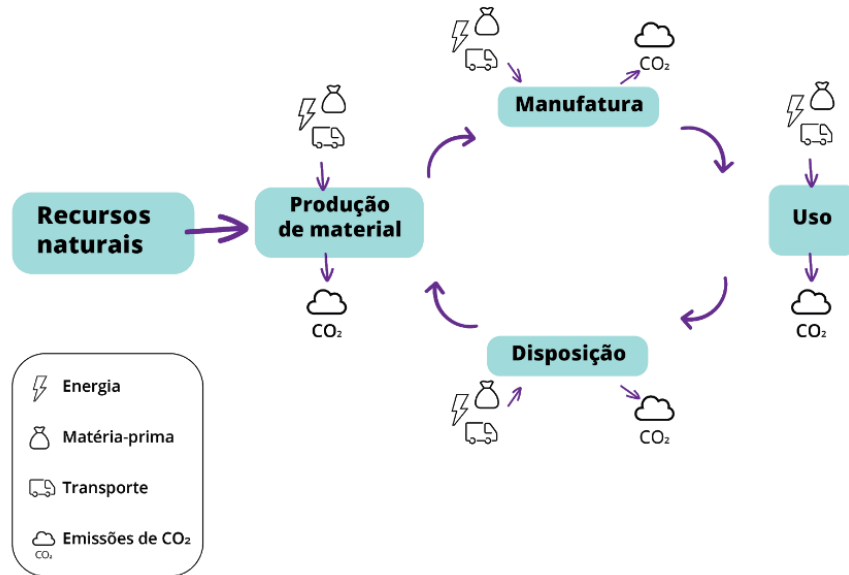 CO₂
Manufatura
Recursos
naturais
Produção
de material
Uso
CO₂
CO₂
Disposição
CO₂
Energia
Matéria-prima
Transporte
Emissões de CO₂
CO₂